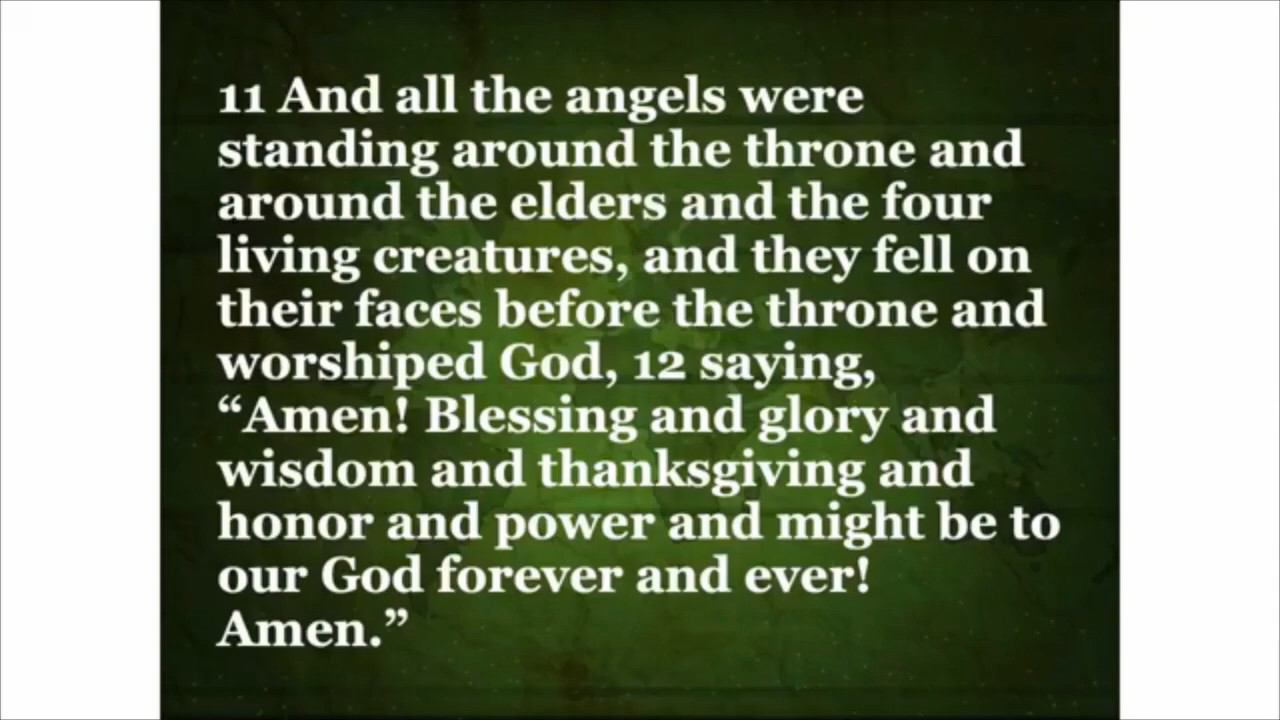 11 And all the angels were
standing around the throne and
around the elders and the four
living creatures, and they fell on
their faces before the throne and
worshiped God, 12 saying,
“Amen! Blessing and glory and
wisdom and thanksgiving and
honor and power and might be to
our God forever and ever!
Amen.”